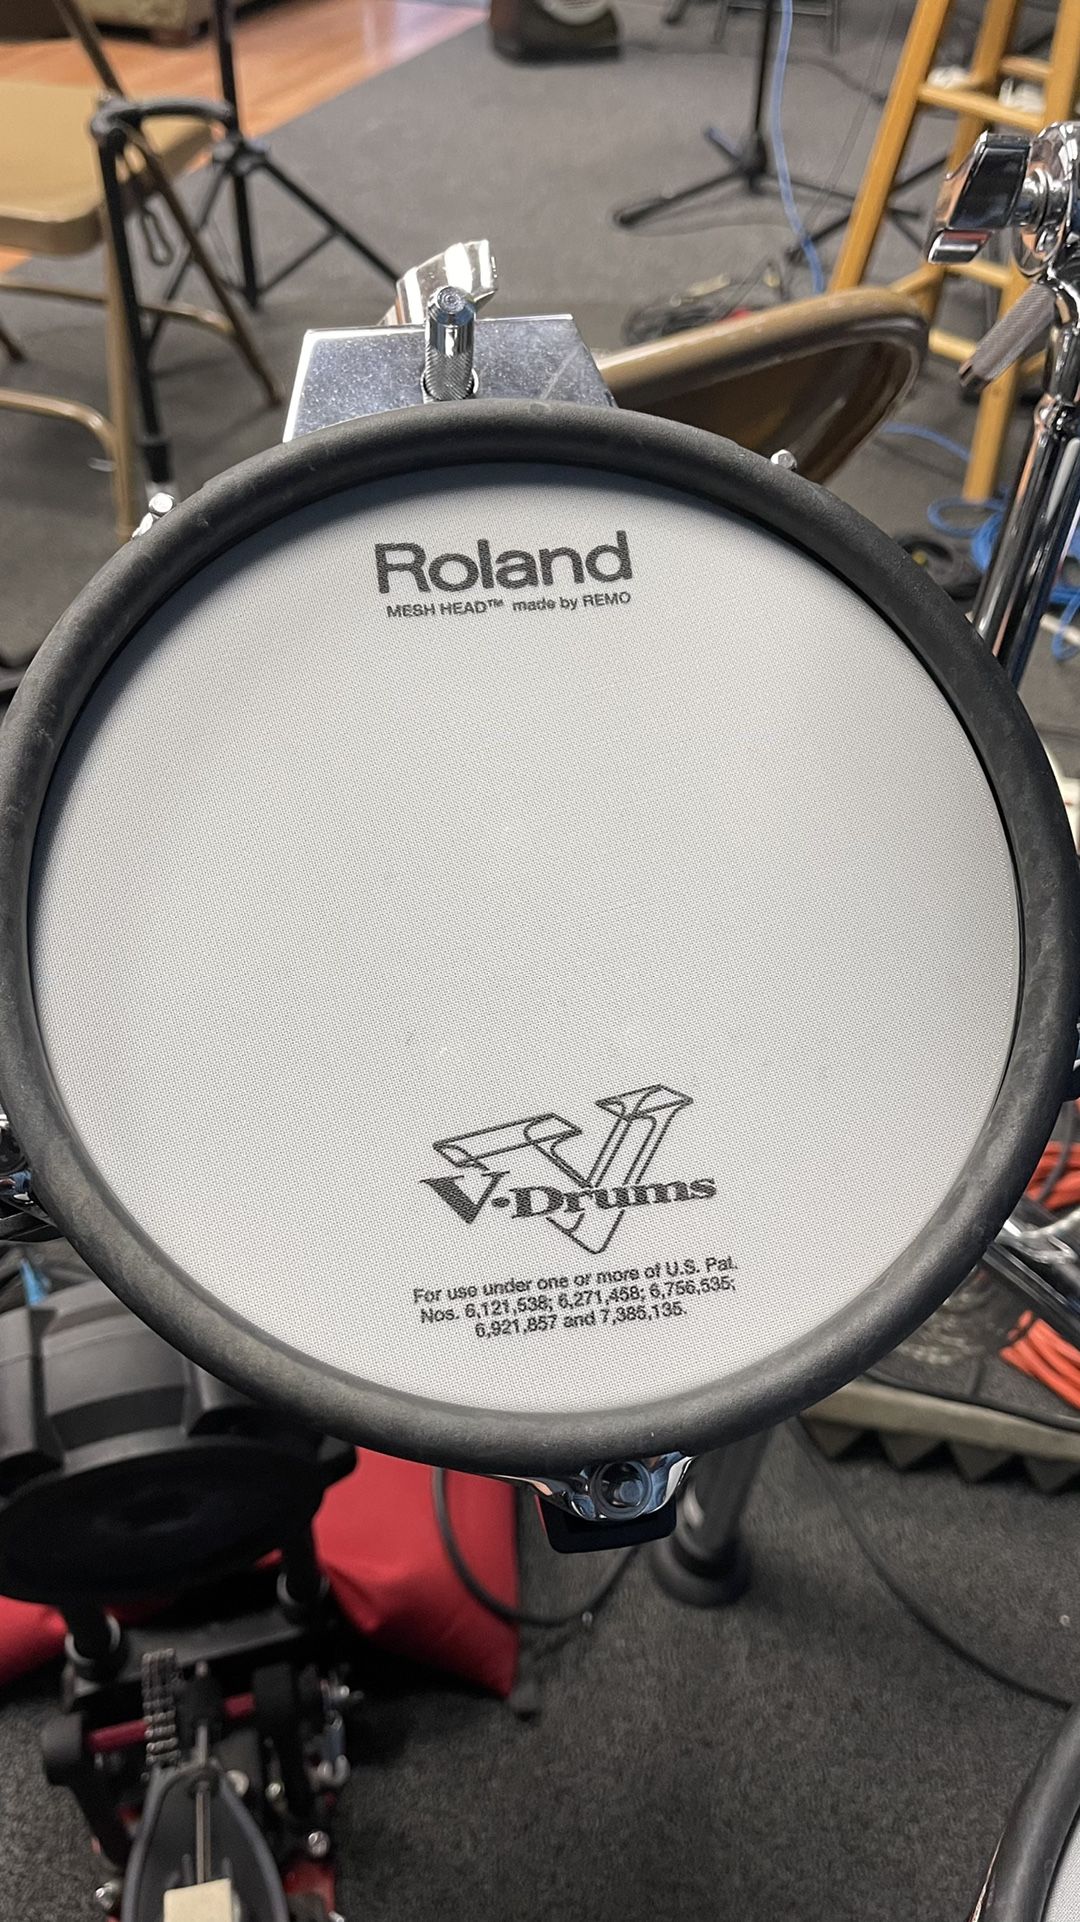 Roland
MESH HEAD™ made by REMO
V-Drums
For use under one or more of U.S. Pat.
Nos. 6,121,538; 6,271,458; 6,756,535;
6,921,857 and 7,385,135.